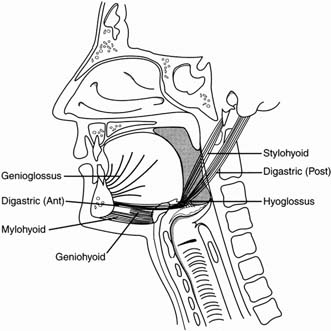 Genioglossus
Digastric (Ant)
Mylohyoid
Geniohyoid
Stylohyoid
Digastric (Post)
Hyoglossus